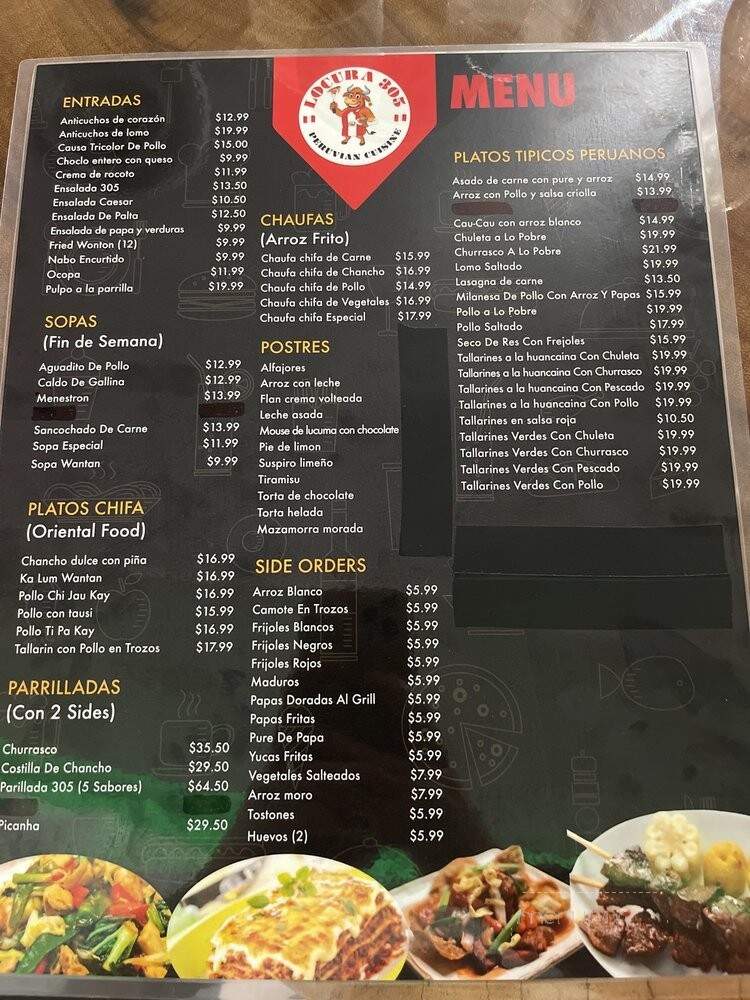 LOCURA 305
PERUVIAN CUISINE
MENU
ENTRADAS
Anticuchos de corazón $12.99
Anticuchos de lomo $19.99
Causa Tricolor De Pollo $15.00
Choclo entero con queso $9.99
Crema de rocoto $11.99
Ensalada 305 $13.50
Ensalada Caesar $10.50
Ensalada De Palta $12.50
Ensalada de papa y verduras $9.99
Fried Wonton (12) $9.99
Nabo Encurtido $9.99
Ocopa $11.99
Pulpo a la parrilla $19.99
SOPAS
(Fin de Semana)
Aguadito De Pollo $12.99
Caldo De Gallina $12.99
Menestron $13.99
Sancochado De Carne $13.99
Sopa Especial $11.99
Sopa Wantan $9.99
PLATOS CHIFA
(Oriental Food)
Chancho dulce con piña $16.99
Ka Lum Wantan $16.99
Pollo Chi Jau Kay $16.99
Pollo con tausi $15.99
Pollo Ti Pa Kay $16.99
Tallarin con Pollo en Trozos $17.99
PARRILLADAS
(Con 2 Sides)
Churrasco $35.50
Costilla De Chancho $29.50
Parillada 305 (5 Sabores) $64.50
Picanha $29.50
CHAUFAS
(Arroz Frito)
Chaufa chifa de Carne $15.99
Chaufa chifa de Chancho $16.99
Chaufa chifa de Pollo $14.99
Chaufa chifa de Vegetales $16.99
Chaufa chifa Especial $17.99
POSTRES
Alfajores
Arroz con leche
Flan crema volteada
Leche asada
Mouse de lucuma con chocolate
Pie de limon
Suspiro limeño
Tiramisu
Torta de chocolate
Torta helada
Mazamorra morada
SIDE ORDERS
Arroz Blanco $5.99
Camote En Trozos $5.99
Frijoles Blancos $5.99
Frijoles Negros $5.99
Frijoles Rojos $5.99
Maduros $5.99
Papas Doradas Al Grill $5.99
Papas Fritas $5.99
Pure De Papa $5.99
Yucas Fritas $5.99
Vegetales Salteados $7.99
Arroz moro $7.99
Tostones $5.99
Huevos (2) $5.99
PLATOS TIPICOS PERUANOS
Asado de carne con pure y arroz $14.99
Arroz con Pollo y salsa criolla $13.99
Cau-Cau con arroz blanco $14.99
Chuleta a Lo Pobre $19.99
Churrasco A Lo Pobre $21.99
Lomo Saltado $19.99
Lasagna de carne $13.50
Milanesa De Pollo Con Arroz Y Papas $15.99
Pollo a Lo Pobre $19.99
Pollo Saltado $17.99
Seco De Res Con Frejoles $15.99
Tallarines a la huancaina Con Chuleta $19.99
Tallarines a la huancaina Con Churrasco $19.99
Tallarines a la huancaina Con Pescado $19.99
Tallarines a la huancaina Con Pollo $19.99
Tallarines en salsa roja $10.50
Tallarines Verdes Con Chuleta $19.99
Tallarines Verdes Con Churrasco $19.99
Tallarines Verdes Con Pescado $19.99
Tallarines Verdes Con Pollo $19.99